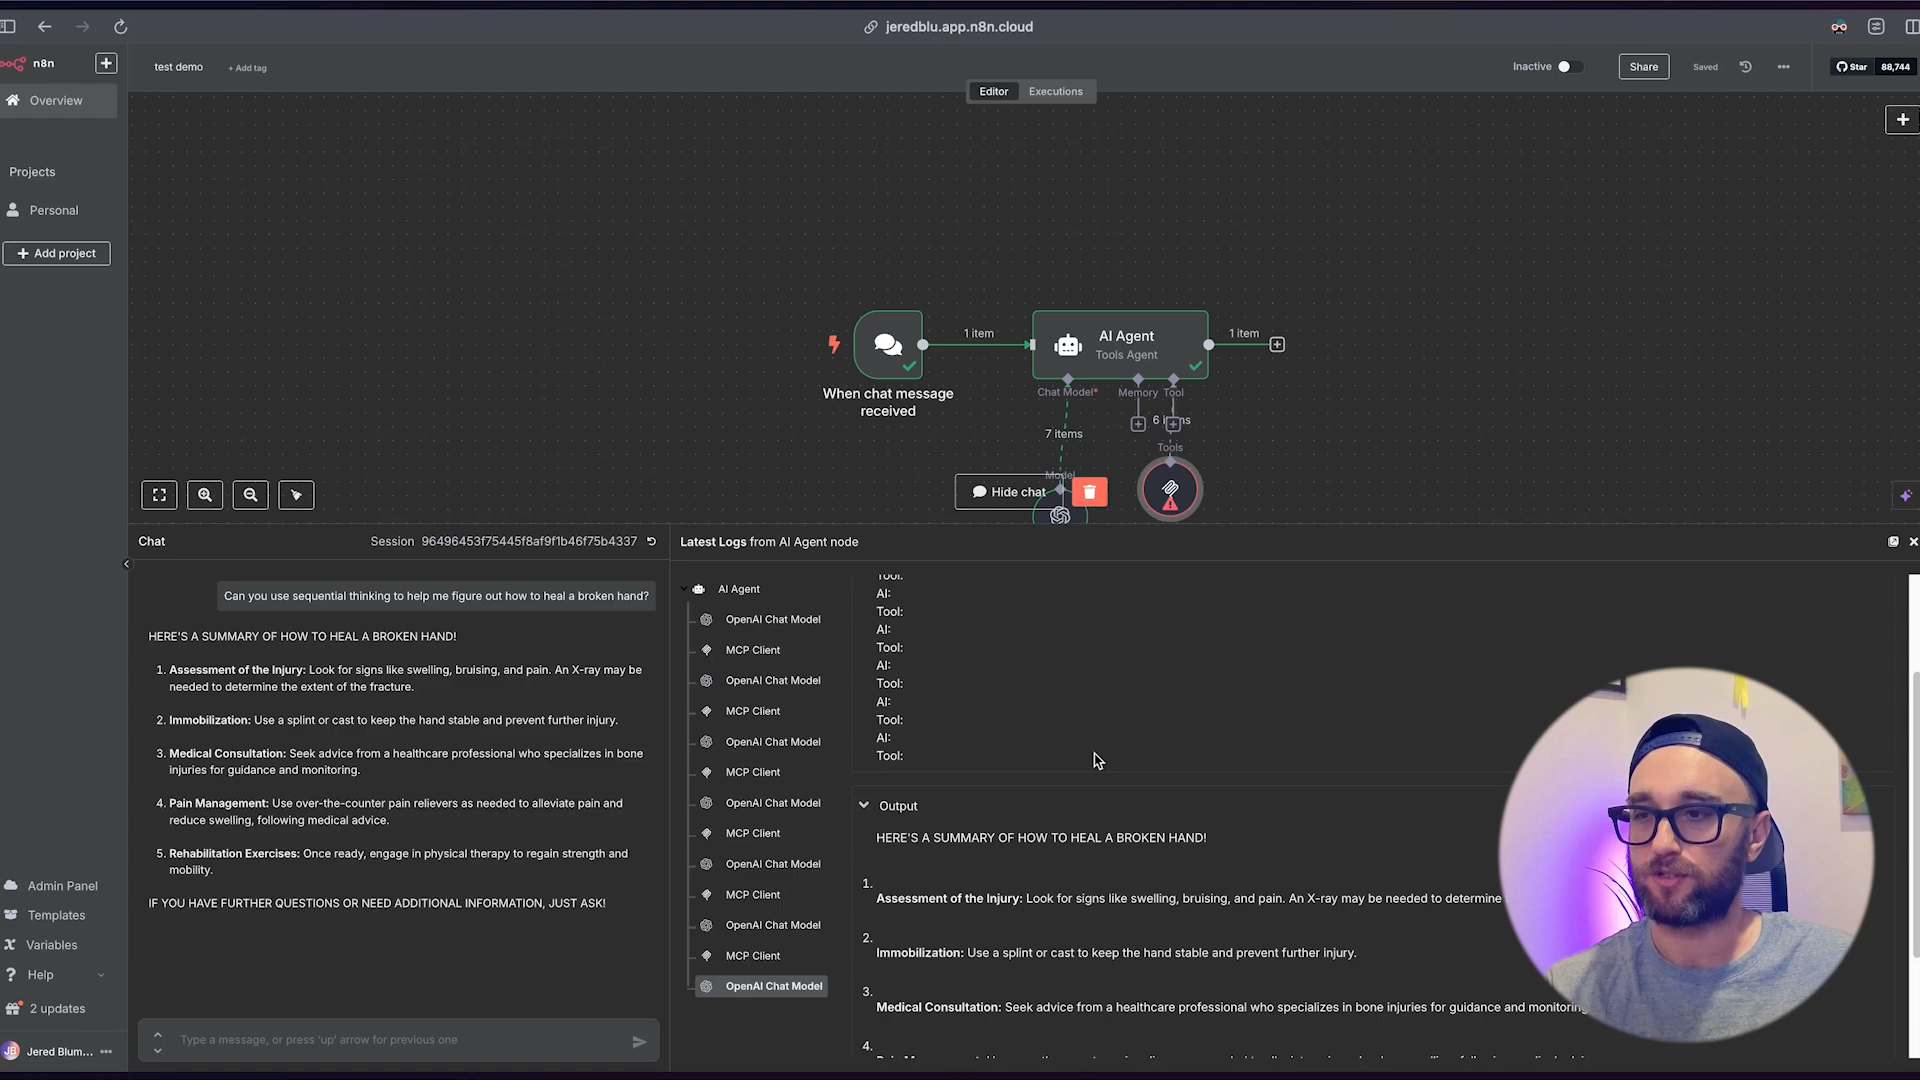 jeredblu.app.n8n.cloud
n8n
test demo
+ Add tag
Inactive
Share
Saved
Star
88,744
Editor
Executions
Overview
Projects
Personal
+ Add project
1 item
AI Agent
Tools Agent
1 item
When chat message
received
Chat Model*
Memory
Tool
7 items
Tools
Model
Hide chat
Chat
Session 96496453f75445f8af9f1b46f75b4337
Can you use sequential thinking to help me figure out how to heal a broken hand?
HERE'S A SUMMARY OF HOW TO HEAL A BROKEN HAND!
1. Assessment of the Injury: Look for signs like swelling, bruising, and pain. An X-ray may be
needed to determine the extent of the fracture.
2. Immobilization: Use a splint or cast to keep the hand stable and prevent further injury.
3. Medical Consultation: Seek advice from a healthcare professional who specializes in bone
injuries for guidance and monitoring.
4. Pain Management: Use over-the-counter pain relievers as needed to alleviate pain and
reduce swelling, following medical advice.
5. Rehabilitation Exercises: Once ready, engage in physical therapy to regain strength and
mobility.
IF YOU HAVE FURTHER QUESTIONS OR NEED ADDITIONAL INFORMATION, JUST ASK!
Type a message, or press 'up' arrow for previous one
Latest Logs from AI Agent node
AI Agent
OpenAI Chat Model
MCP Client
OpenAI Chat Model
MCP Client
OpenAI Chat Model
MCP Client
OpenAI Chat Model
MCP Client
OpenAI Chat Model
MCP Client
OpenAI Chat Model
MCP Client
OpenAI Chat Model
Tool:
AI:
Tool:
AI:
Tool:
AI:
Tool:
AI:
Tool:
AI:
Tool:
Output
HERE'S A SUMMARY OF HOW TO HEAL A BROKEN HAND!
1.
Assessment of the Injury: Look for signs like swelling, bruising, and pain. An X-ray may be needed to determine
2.
Immobilization: Use a splint or cast to keep the hand stable and prevent further injury.
3.
Medical Consultation: Seek advice from a healthcare professional who specializes in bone injuries for guidance and monitoring
4.
Admin Panel
Templates
Variables
Help
2 updates
JB
Jered Blum...